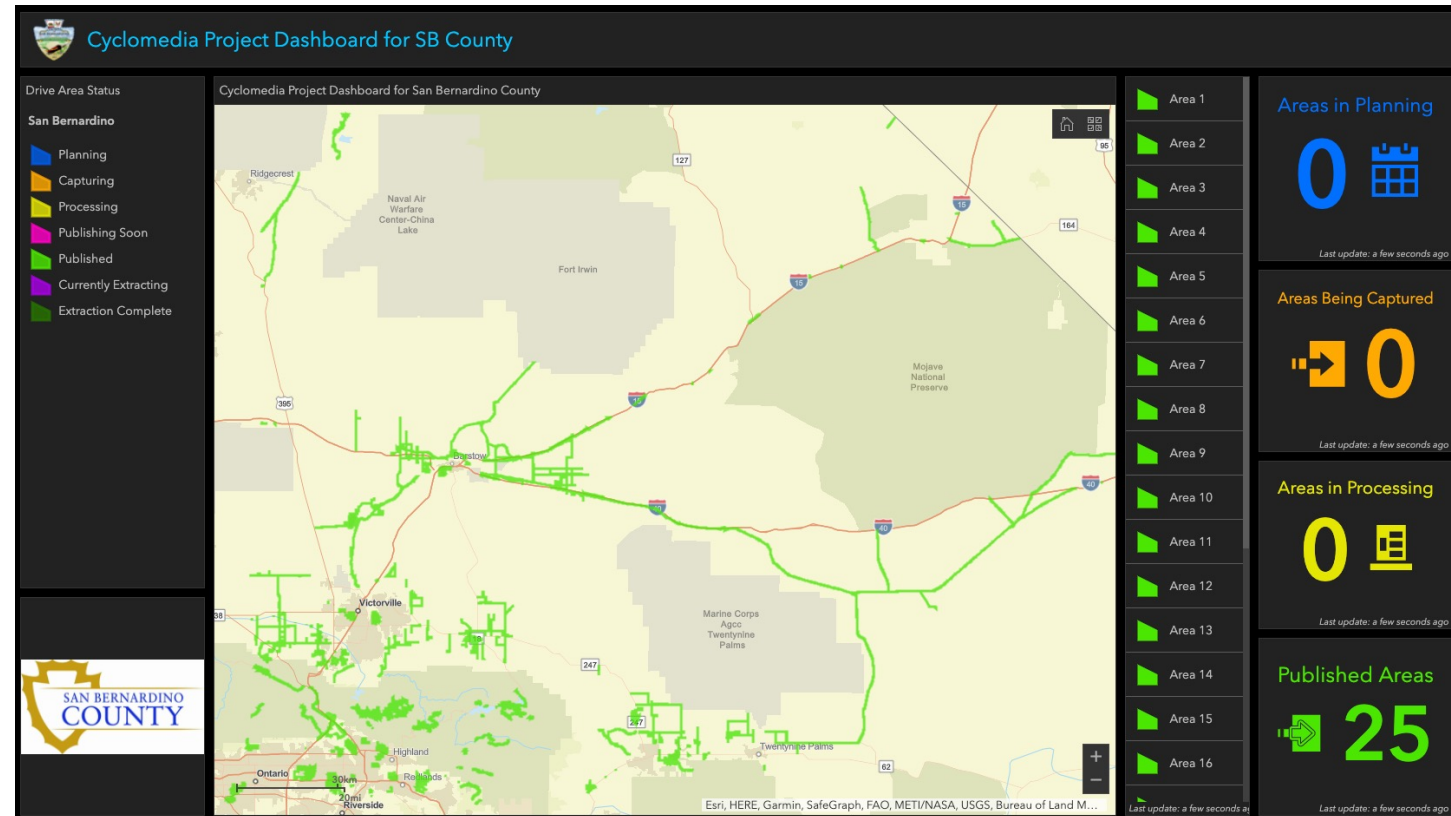 Cyclomedia Project Dashboard for SB County
Drive Area Status
San Bernardino
Planning
Capturing
Processing
Publishing Soon
Published
Currently Extracting
Extraction Complete
SAN BERNARDINO
COUNTY
Cyclomedia Project Dashboard for San Bernardino County
127
95
Ridgecrest
Naval Air
Warfare
Center-China
Lake
15
164
Fort Irwin
15
Mojave
National
Preserve
395
15
Barstow
40
40
40
Victorville
Marine Corps
Agcc
Twentynine
Palms
18
247
247
Twentynine Palms
62
Highland
Ontario
Redlands
30km
20mi
Riverside
Esri, HERE, Garmin, SafeGraph, FAO, METI/NASA, USGS, Bureau of Land M...
Area 1
Area 2
Area 3
Area 4
Area 5
Area 6
Area 7
Area 8
Area 9
Area 10
Area 11
Area 12
Area 13
Area 14
Area 15
Area 16
Last update: a few seconds a
Areas in Planning
0
Last update: a few seconds ago
Areas Being Captured
0
Last update: a few seconds ago
Areas in Processing
0
Last update: a few seconds ago
Published Areas
25
Last update: a few seconds ago